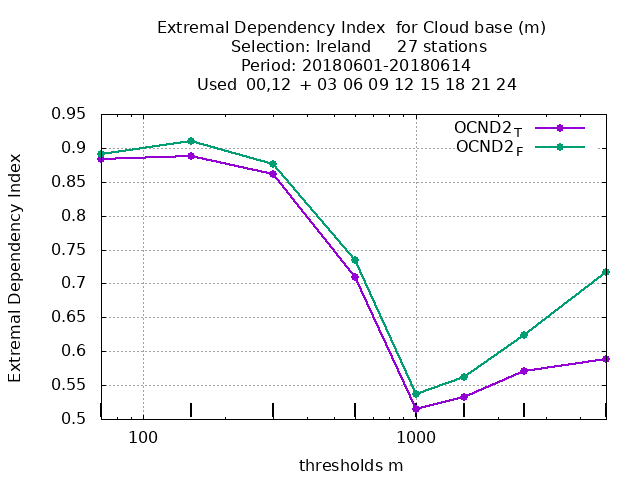 Extremal Dependency Index  for Cloud base (m)
Selection: Ireland     27 stations
Period: 20180601-20180614
Used  00,12  + 03 06 09 12 15 18 21 24
OCND2 T
OCND2 F
0.95
0.9
0.85
0.8
0.75
0.7
0.65
0.6
0.55
0.5
Extremal Dependency Index
100 1000
thresholds m